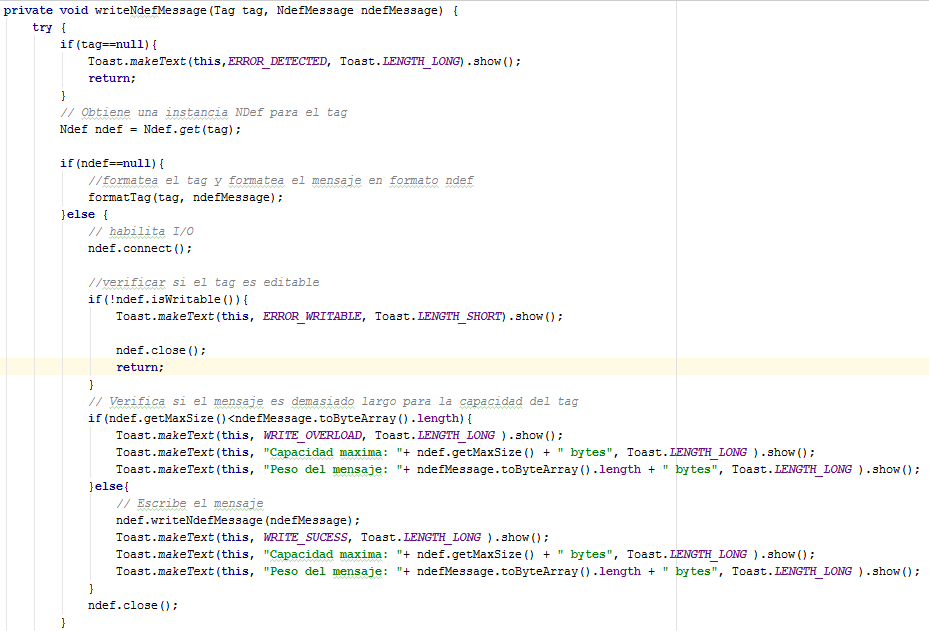 private void writeNdefMessage(Tag tag, NdefMessage ndefMessage) {
try {
if(tag==null){
Toast.makeText(this,ERROR_DETECTED, Toast.LENGTH_LONG).show();
return;
}
// Obtiene una instancia NDef para el tag
Ndef ndef = Ndef.get(tag);
if(ndef==null){
//formatea el tag y formatea el mensaje en formato ndef
formatTag(tag, ndefMessage);
}else {
// habilita I/O
ndef.connect();
//verificar si el tag es editable
if(!ndef.isWritable()){
Toast.makeText(this, ERROR_WRITABLE, Toast.LENGTH_SHORT).show();
ndef.close();
return;
}
// Verifica si el mensaje es demasiado largo para la capacidad del tag
if(ndef.getMaxSize()<ndefMessage.toByteArray().length){
Toast.makeText(this, WRITE_OVERLOAD, Toast.LENGTH_LONG ).show();
Toast.makeText(this, "Capacidad maxima: "+ ndef.getMaxSize() + " bytes", Toast.LENGTH_LONG ).show();
Toast.makeText(this, "Peso del mensaje: "+ ndefMessage.toByteArray().length + " bytes", Toast.LENGTH_LONG ).show();
}else{
// Escribe el mensaje
ndef.writeNdefMessage(ndefMessage);
Toast.makeText(this, WRITE_SUCESS, Toast.LENGTH_LONG ).show();
Toast.makeText(this, "Capacidad maxima: "+ ndef.getMaxSize() + " bytes", Toast.LENGTH_LONG ).show();
Toast.makeText(this, "Peso del mensaje: "+ ndefMessage.toByteArray().length + " bytes", Toast.LENGTH_LONG ).show();
}
ndef.close();
}